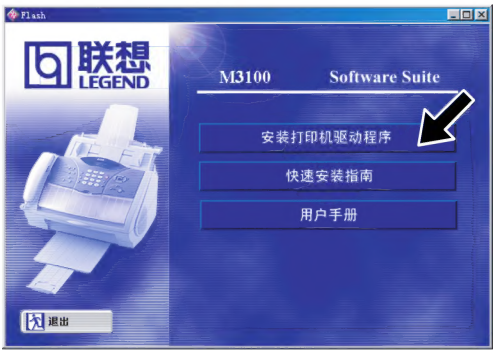 Flash
联想
LEGEND
M3100 Software Suite
安装打印机驱动程序
快速安装指南
用户手册
退出